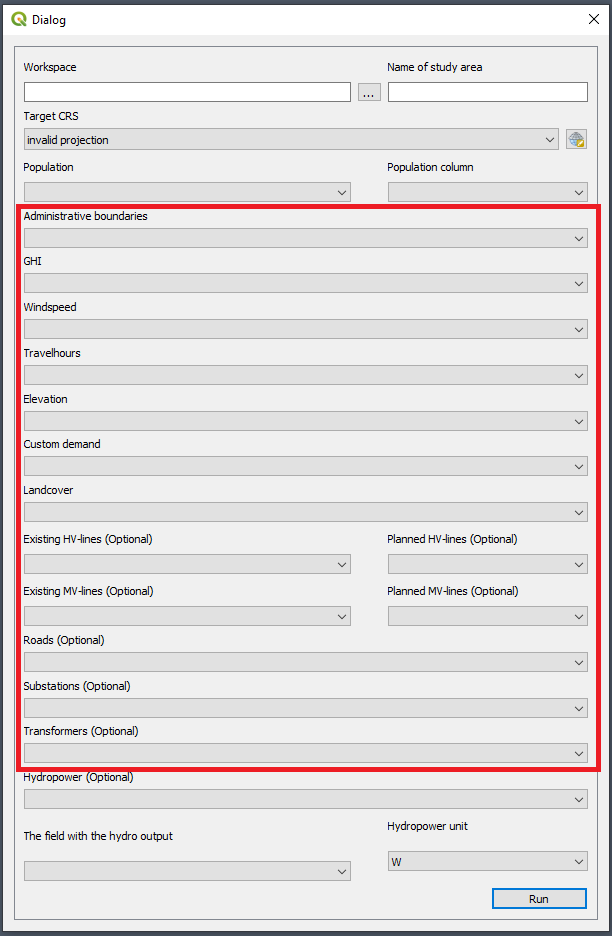 Dialog
Workspace Name of study area
...
Target CRS
invalid projection
Population Population column
Administrative boundaries
GHI
Windspeed
Travelhours
Elevation
Custom demand
Landcover
Existing HV-lines (Optional) Planned HV-lines (Optional)
Existing MV-lines (Optional) Planned MV-lines (Optional)
Roads (Optional)
Substations (Optional)
Transformers (Optional)
Hydropower (Optional)
The field with the hydro output Hydropower unit
W
Run